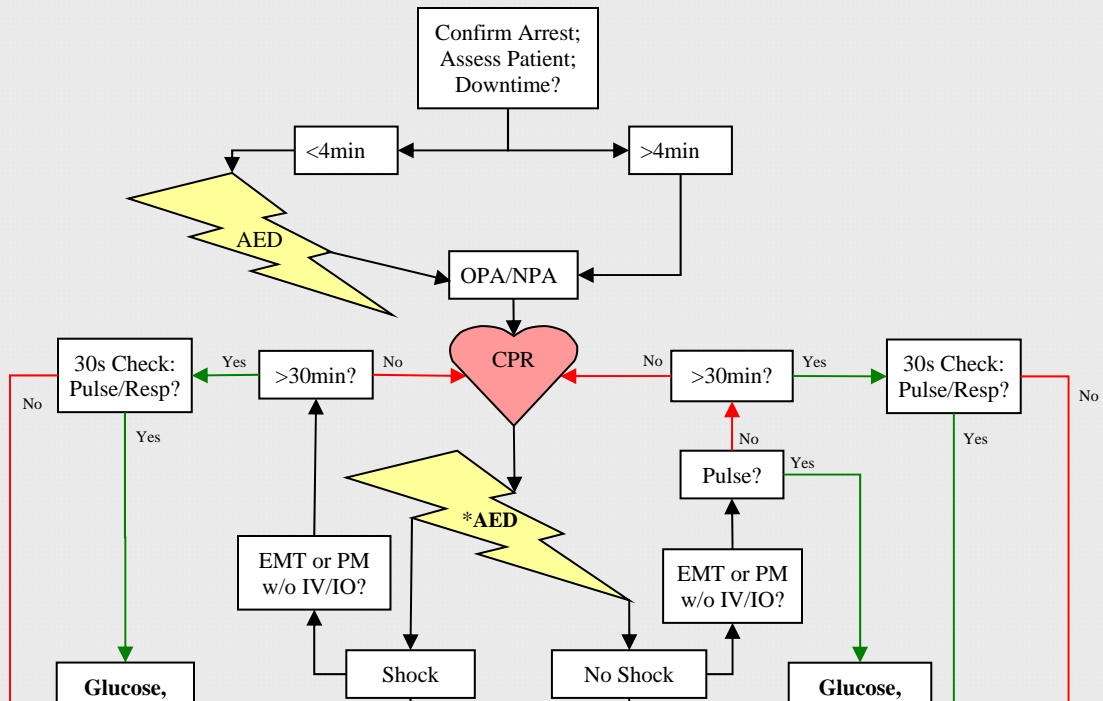 Confirm Arrest;
Assess Patient;
Downtime?
<4min
>4min
AED
OPA/NPA
CPR
30s Check:
Pulse/Resp?
Yes
>30min?
No
No
>30min?
Yes
30s Check:
Pulse/Resp?
No
No
Yes
No
Yes
Pulse?
Yes
*AED
EMT or PM
w/o IV/IO?
EMT or PM
w/o IV/IO?
Shock
No Shock
Glucose,
Glucose,